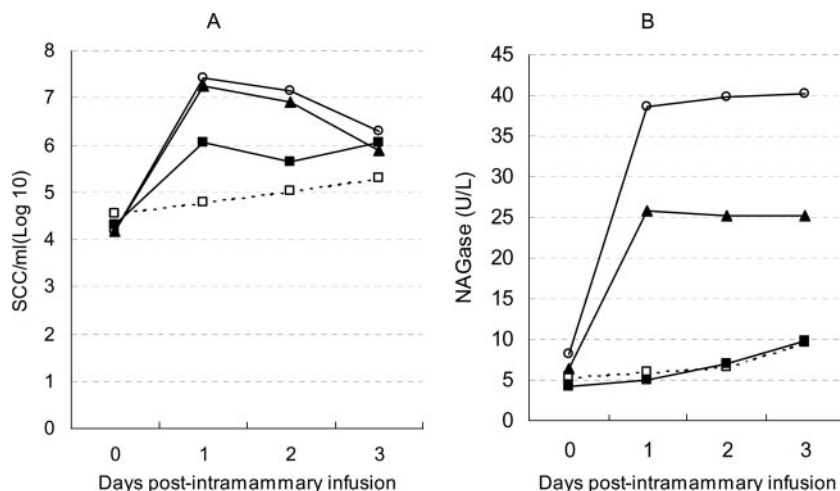 A
8
7
6
5
4
3
2
1
0
SCC/ml(Log 10)
0 1 2 3
Days post-intramammary infusion
B
45
40
35
30
25
20
15
10
5
0
NAGase (U/L)
0 1 2 3
Days post-intramammary infusion